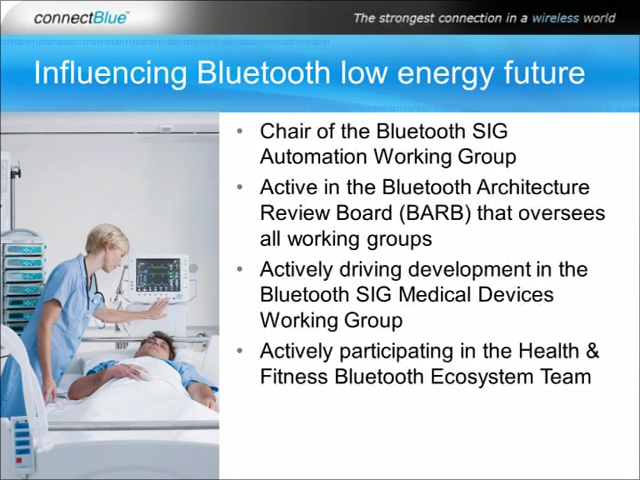 connectBlue™
The strongest connection in a wireless world
Influencing Bluetooth low energy future
• Chair of the Bluetooth SIG
Automation Working Group
• Active in the Bluetooth Architecture
Review Board (BARB) that oversees
all working groups
• Actively driving development in the
Bluetooth SIG Medical Devices
Working Group
• Actively participating in the Health &
Fitness Bluetooth Ecosystem Team